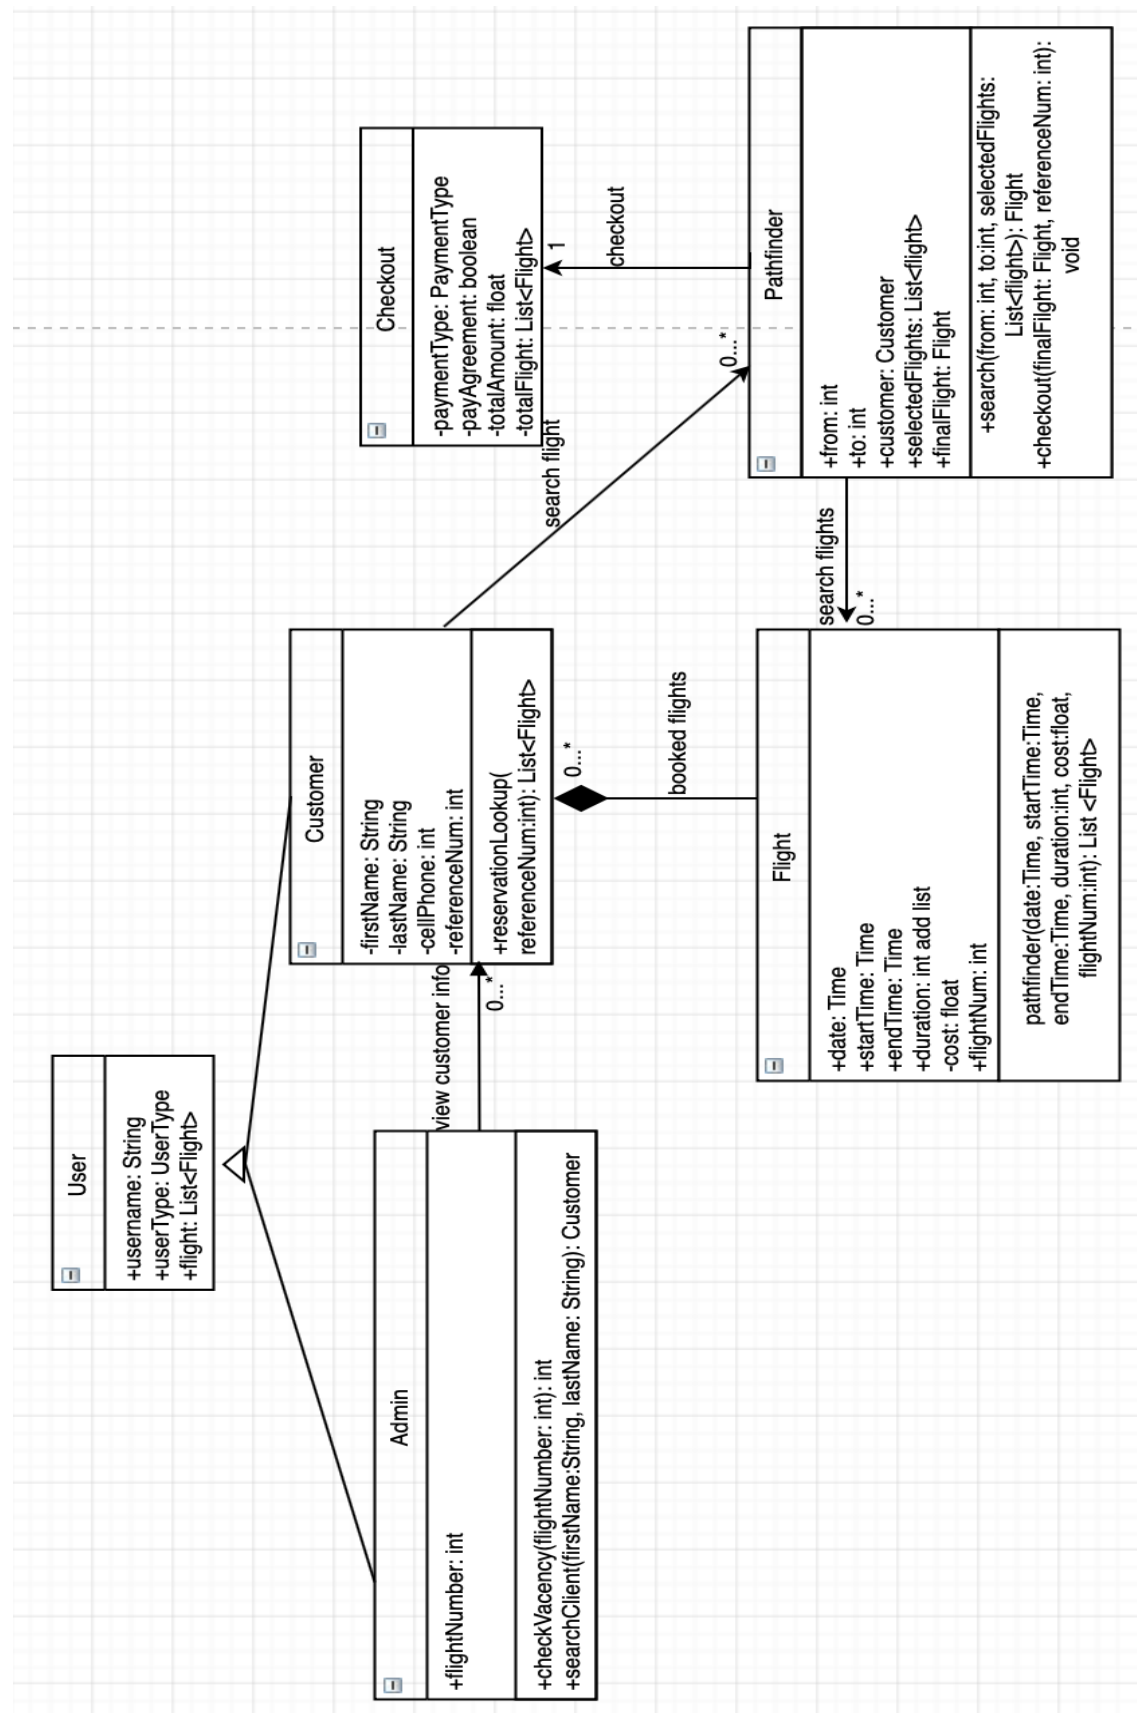 User
+username: String
+userType: UserType
+flight: List<Flight>
Admin
+flightNumber: int
+checkVacency(flightNumber: int): int
+searchClient(firstName:String, lastName: String): Customer
view customer info
0...*
Customer
-firstName: String
-lastName: String
-cellPhone: int
-referenceNum: int
+reservationLookup(
referenceNum:int): List<Flight>
0...*
booked flights
search flight
0...*
Checkout
-paymentType: PaymentType
-payAgreement: boolean
-totalAmount: float
-totalFlight: List<Flight>
1
checkout
Flight
+date: Time
+startTime: Time
+endTime: Time
+duration: int add list
-cost: float
+flightNum: int
pathfinder(date:Time, startTime:Time,
endTime:Time, duration:int, cost:float,
flightNum:int): List <Flight>
search flights
0...*
Pathfinder
+from: int
+to: int
+customer: Customer
+selectedFlights: List<flight>
+finalFlight: Flight
+search(from: int, to:int, selectedFlights:
List<flight>): Flight
+checkout(finalFilght: Flight, referenceNum: int):
void